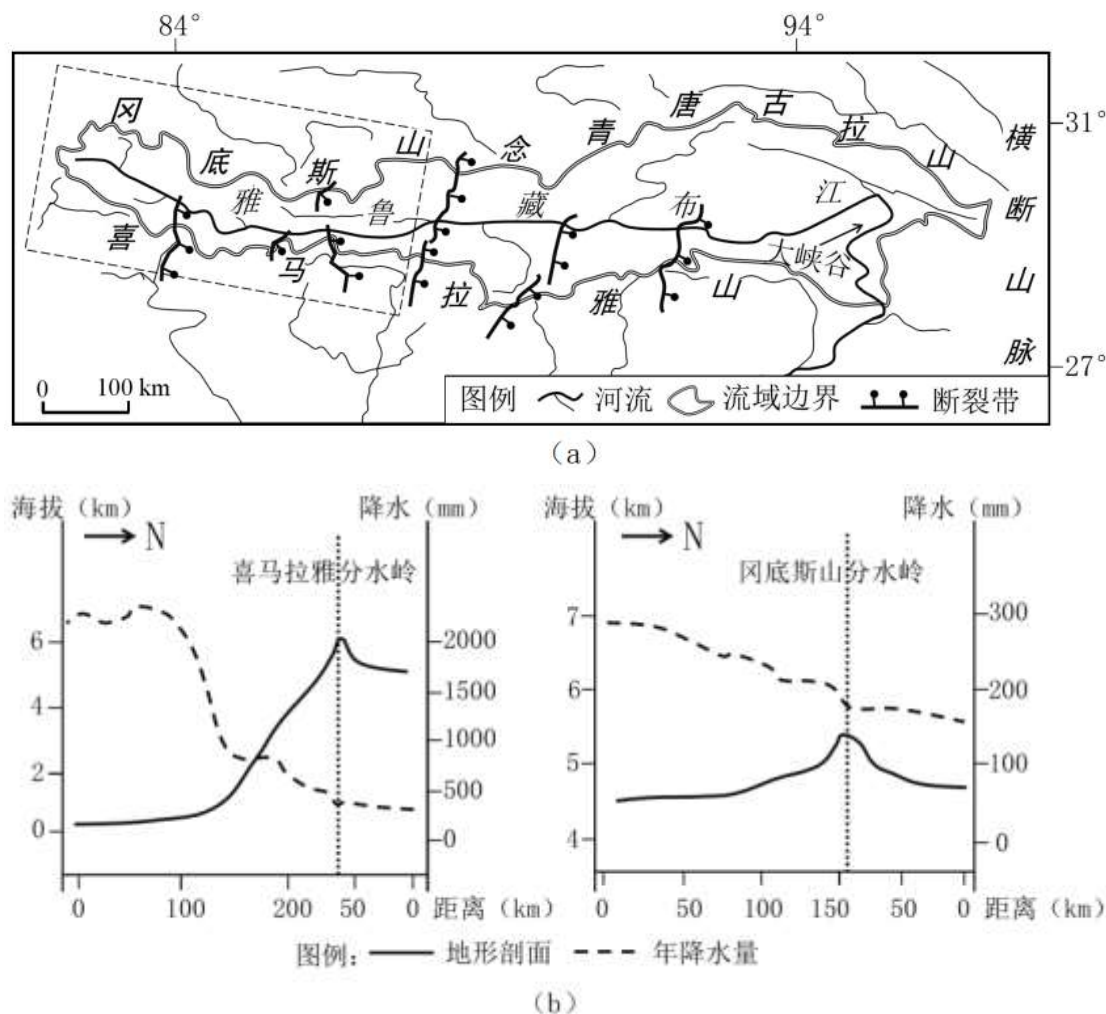 84° 94°
冈底斯山 念青唐古拉山 横断山脉
31°
雅鲁藏布江
喜马拉雅山
大峡谷
27°
0 100 km
图例 河流 流域边界 断裂带
(a)
海拔（km） 降水（mm） 海拔（km） 降水（mm）
N N
喜马拉雅分水岭 冈底斯山分水岭
6 2000 7 300
4 1500 6 200
1000
2 500 5 100
0 0 4 0
0 100 200 50 0 距离（km） 0 50 100 150 50 0 距离（km）
图例： 地形剖面 年降水量
(b)